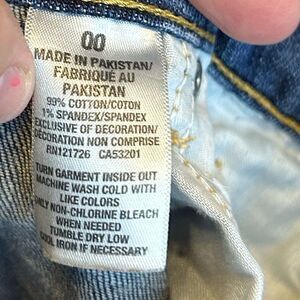 00
MADE IN PAKISTAN/
FABRIQUÉ AU
PAKISTAN
99% COTTON/COTON
1% SPANDEX/SPANDEX
EXCLUSIVE OF DECORATION/
DÉCORATION NON COMPRISE
RN121726 CA53201
TURN GARMENT INSIDE OUT
MACHINE WASH COLD WITH
LIKE COLORS
ONLY NON-CHLORINE BLEACH
WHEN NEEDED
TUMBLE DRY LOW
COOL IRON IF NECESSARY